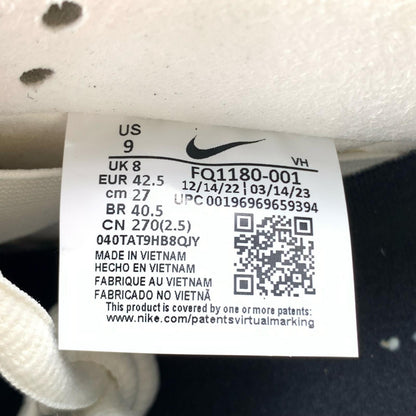 US
9
VH
UK 8
FQ1180-001
EUR 42.5
12/14/22 | 03/14/23
cm 27
UPC 00196969659394
BR 40.5
CN 270(2.5)
040TAT9HB8QJY
MADE IN VIETNAM
HECHO EN VIETNAM
FABRIQUE AU VIETNAM
FABRICADO NO VIETNÃ
This product is covered by one or more patents:
www.nike.com/patentsvirtualmarking